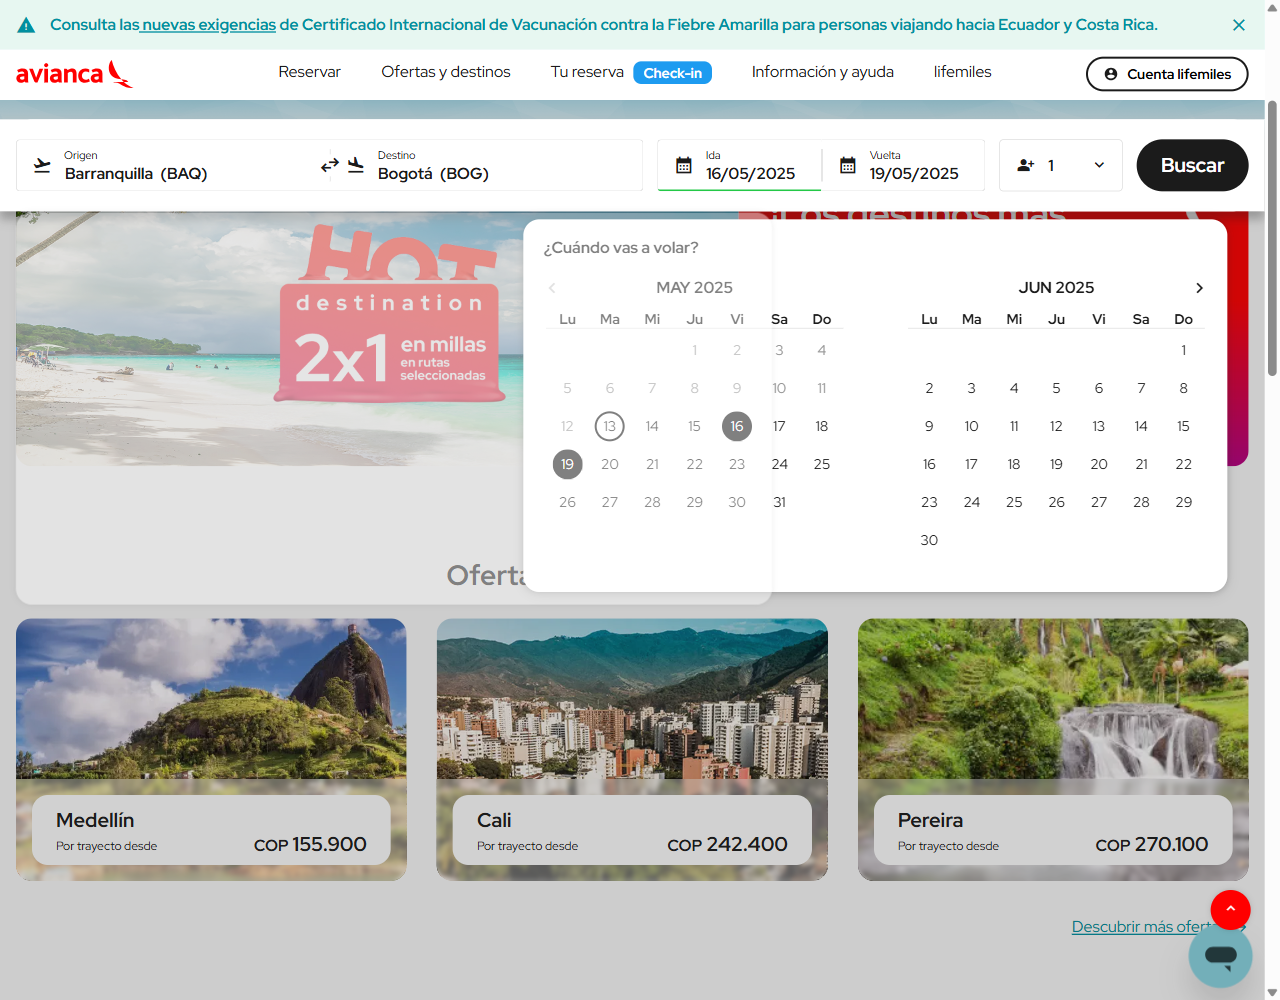 Consulta las nuevas exigencias de Certificado Internacional de Vacunación contra la Fiebre Amarilla para personas viajando hacia Ecuador y Costa Rica.
avianca
Reservar
Ofertas y destinos
Tu reserva
Check-in
Información y ayuda
lifemiles
Cuenta lifemiles
Origen
Barranquilla (BAQ)
Destino
Bogotá (BOG)
Ida
16/05/2025
Vuelta
19/05/2025
1
Buscar
HOT
destination
2x1 en millas
en rutas
seleccionadas
¿Cuándo vas a volar?
MAY 2025
Lu Ma Mi Ju Vi Sa Do
1 2 3 4
5 6 7 8 9 10 11
12 13 14 15 16 17 18
19 20 21 22 23 24 25
26 27 28 29 30 31
JUN 2025
Lu Ma Mi Ju Vi Sa Do
1
2 3 4 5 6 7 8
9 10 11 12 13 14 15
16 17 18 19 20 21 22
23 24 25 26 27 28 29
30
Medellín
Por trayecto desde
COP 155.900
Cali
Por trayecto desde
COP 242.400
Pereira
Por trayecto desde
COP 270.100
Descubrir más